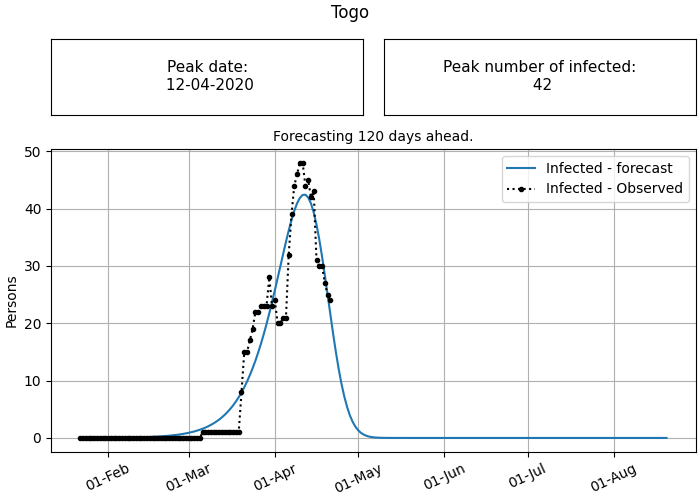 Togo
Peak date:
12-04-2020
Peak number of infected:
42
Forecasting 120 days ahead.
Infected - forecast
Infected - Observed
50
40
30
20
10
0
Persons
01-Feb
01-Mar
01-Apr
01-May
01-Jun
01-Jul
01-Aug